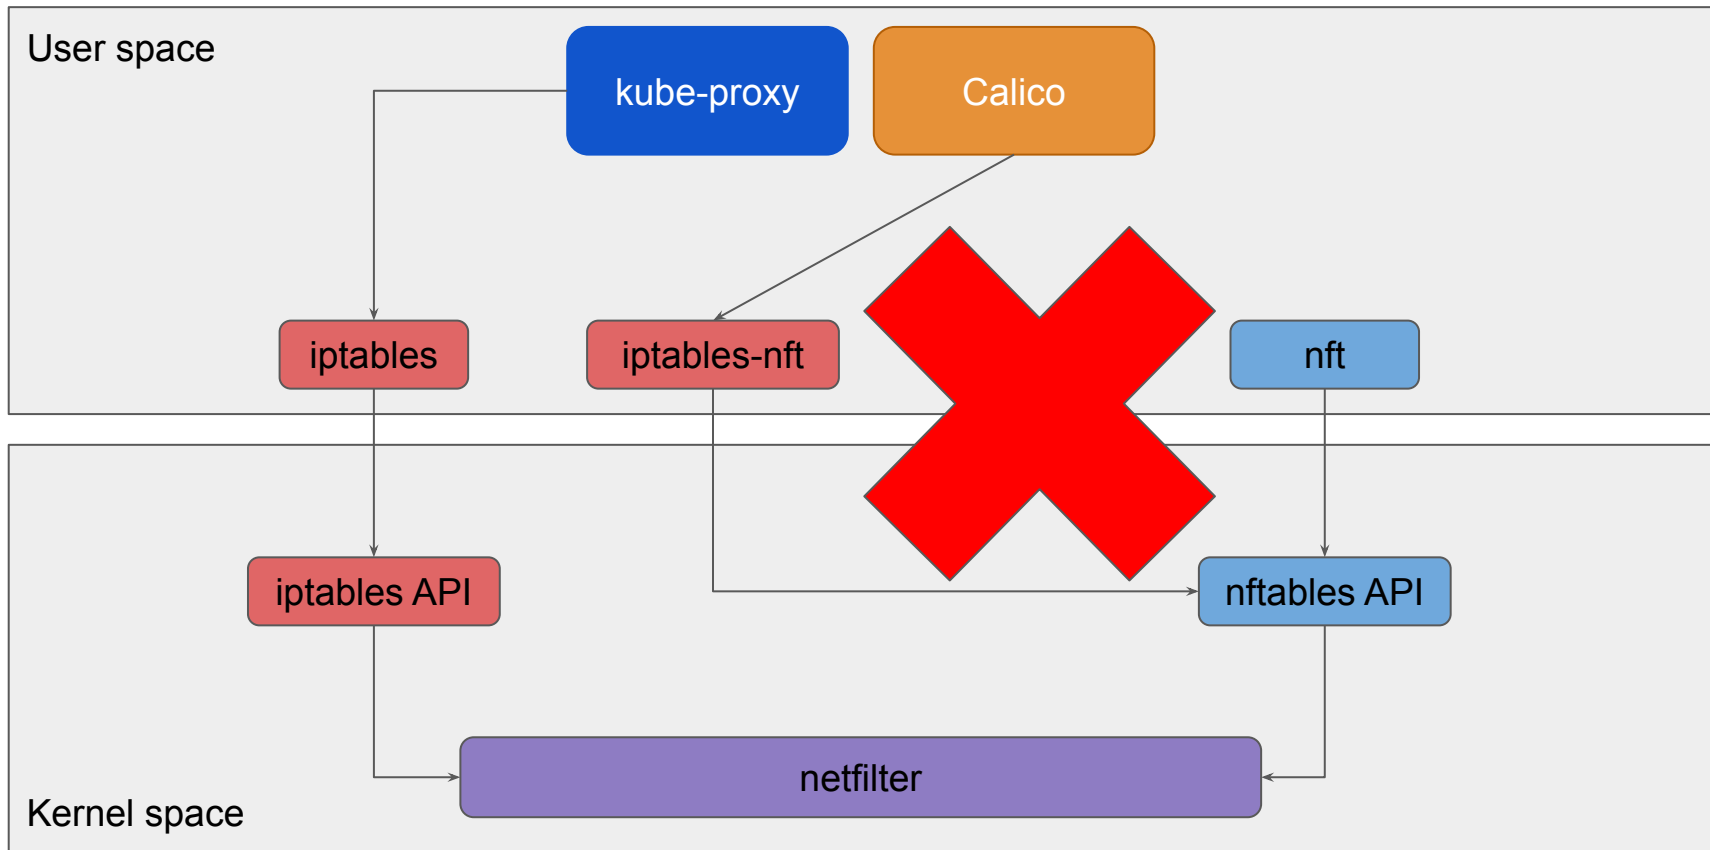 User space
kube-proxy
Calico
iptables
iptables-nft
nft
iptables API
nftables API
netfilter
Kernel space